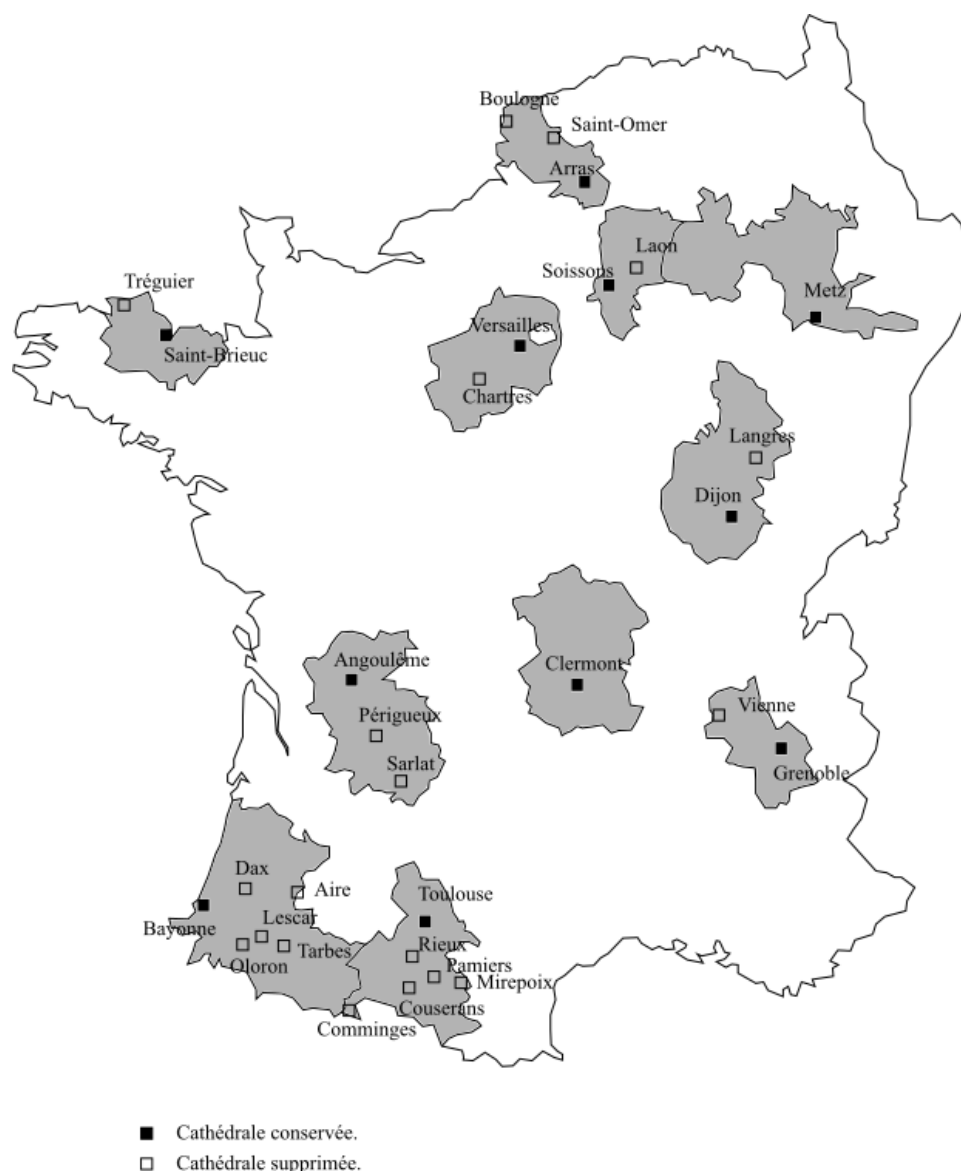 Boulogne
Saint-Omer
Arras
Laon
Soissons
Metz
Tréguier
Saint-Brieuc
Versailles
Chartres
Langres
Dijon
Angoulême
Clermont
Périgueux
Vienne
Sarlat
Grenoble
Dax
Aire
Toulouse
Bayonne
Lescar
Rieux
Oloron
Tarbes
Pamiers
Mirepoix
Couserans
Comminges
Cathédrale conservée.
Cathédrale supprimée.